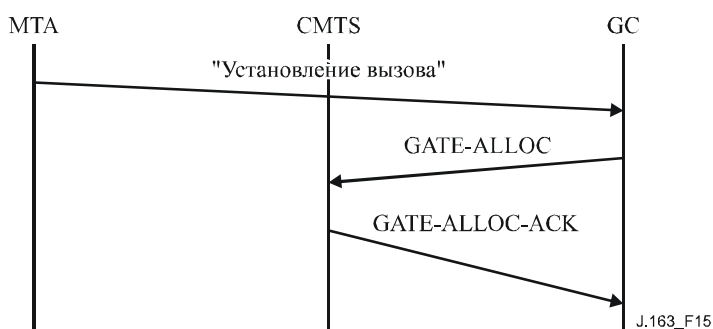 MTA CMTS GC
"Установление вызова"
GATE-ALLOC
GATE-ALLOC-ACK
J.163_F15